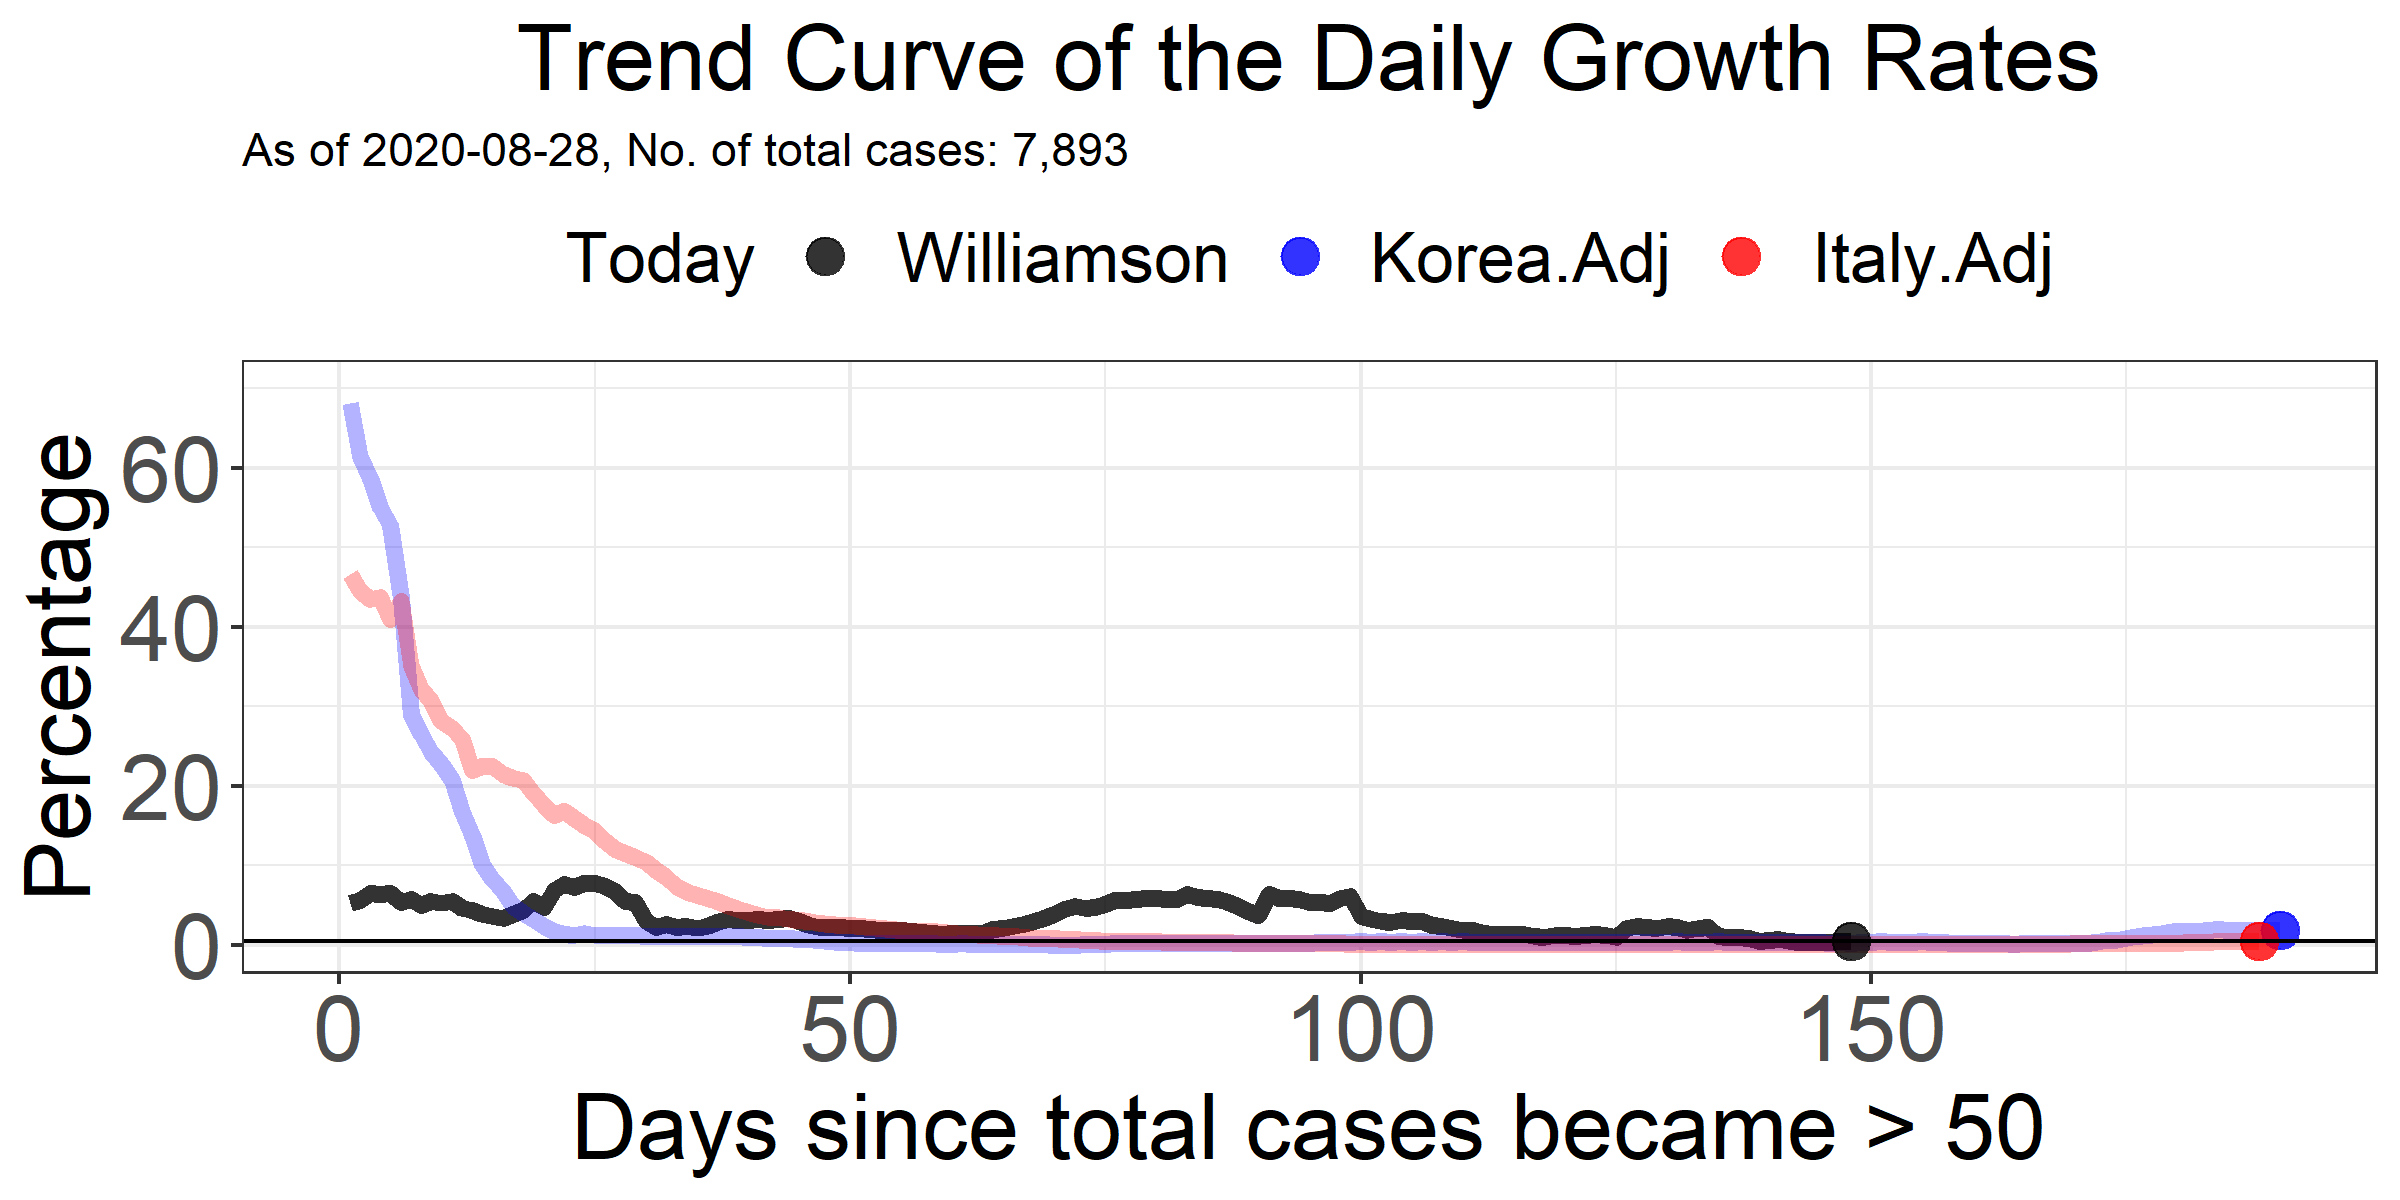 Trend Curve of the Daily Growth Rates
As of 2020-08-28, No. of total cases: 7,893
Today Williamson Korea.Adj Italy.Adj
Percentage
60
40
20
0
0 50 100 150
Days since total cases became > 50